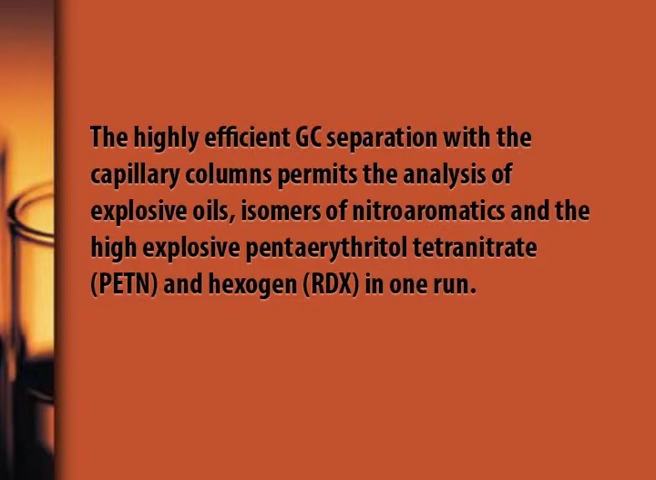 The highly efficient GC separation with the
capillary columns permits the analysis of
explosive oils, isomers of nitroaromatics and the
high explosive pentaerythritol tetranitrate
(PETN) and hexogen (RDX) in one run.